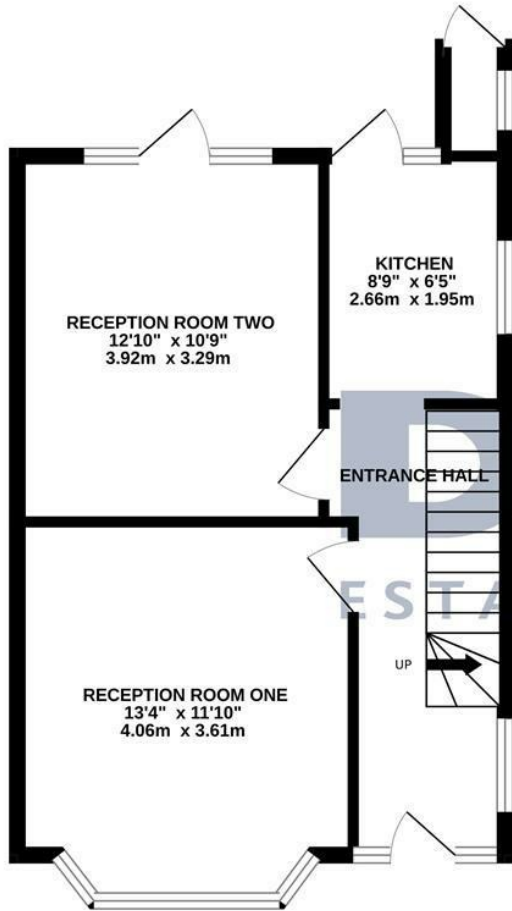 KITCHEN
8'9" x 6'5"
2.66m x 1.95m
RECEPTION ROOM TWO
12'10" x 10'9"
3.92m x 3.29m
ENTRANCE HALL
D
ESTA
UP
RECEPTION ROOM ONE
13'4" x 11'10"
4.06m x 3.61m